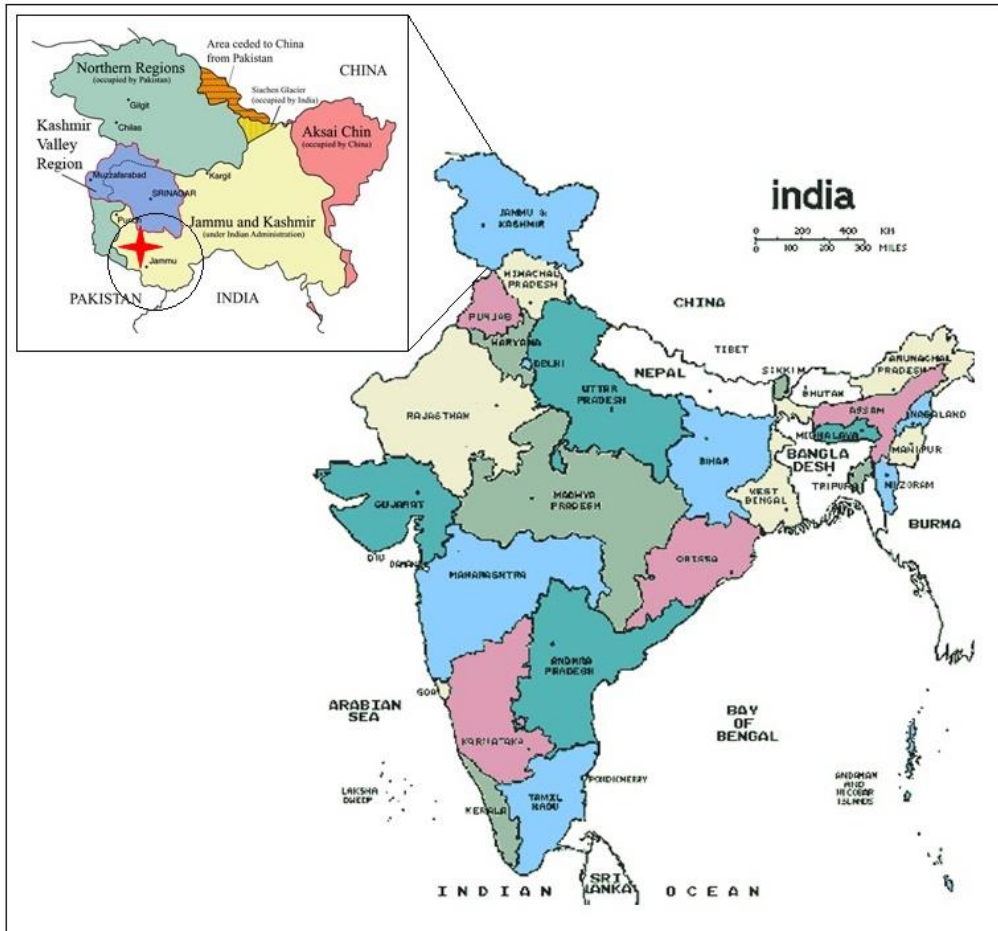 Area ceded to China
from Pakistan
CHINA
Northern Regions
(occupied by Pakistan)
Siachen Glacier
(occupied by India)
Gilgit
Aksai Chin
(occupied by China)
Chilas
Kashmir
Valley
Region
Muzzafarabad
Kargil
SRINADAR
Punch
Jammu and Kashmir
(under Indian Administration)
Jammu
PAKISTAN
INDIA
india
0 200 400 KM
0 100 200 300 MILES
JAMMU &
KASHMIR
HIMACHAL
PRADESH
PUNJAB
CHINA
HARYANA
DELHI
TIBET
NEPAL
SIKKIM
BHUTAN
ARUNACHAL
PRADESH
UTTAR
PRADESH
RAJASTHAN
ASSAM
NAGALAND
BIHAR
MEGHALAYA
MANIPUR
BANGLA
DESH
TRIPURA
MIZORAM
GUJARAT
MADHYA
PRADESH
WEST
BENGAL
BURMA
DIU
DAMAN
MAHARASHTRA
ORISSA
ANDHRA
PRADESH
GOA
ARABIAN
SEA
BAY
OF
BENGAL
KARNATAKA
PONDICHERRY
LAKSHA
DWEEP
KERALA
TAMIL
NADU
ANDAMAN
AND
NICOBAR
ISLANDS
SRI
LANKA
INDIAN OCEAN